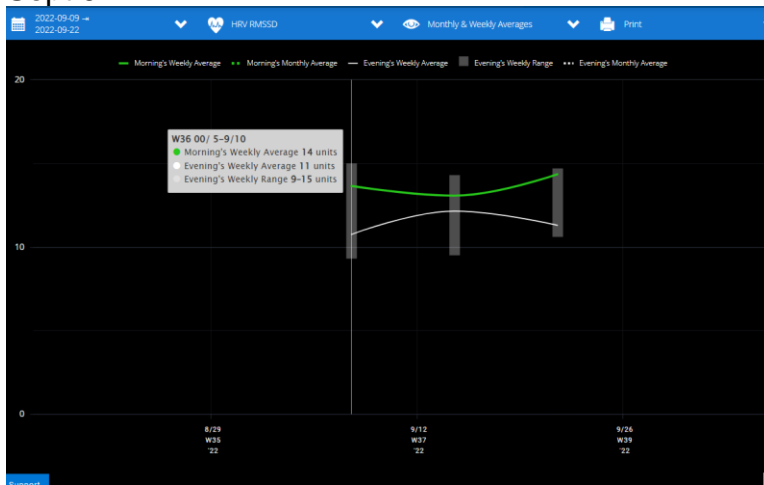 2022-09-09 ⇥
2022-09-22
HRV RMSSD
Monthly & Weekly Averages
Print
Morning's Weekly Average Morning's Monthly Average Evening's Weekly Average Evening's Weekly Range Evening's Monthly Average
20
W36 00/ 5–9/10
Morning's Weekly Average 14 units
Evening's Weekly Average 11 units
Evening's Weekly Range 9–15 units
10
0
8/29 9/12 9/26
W35 W37 W39
'22 '22 '22
Support